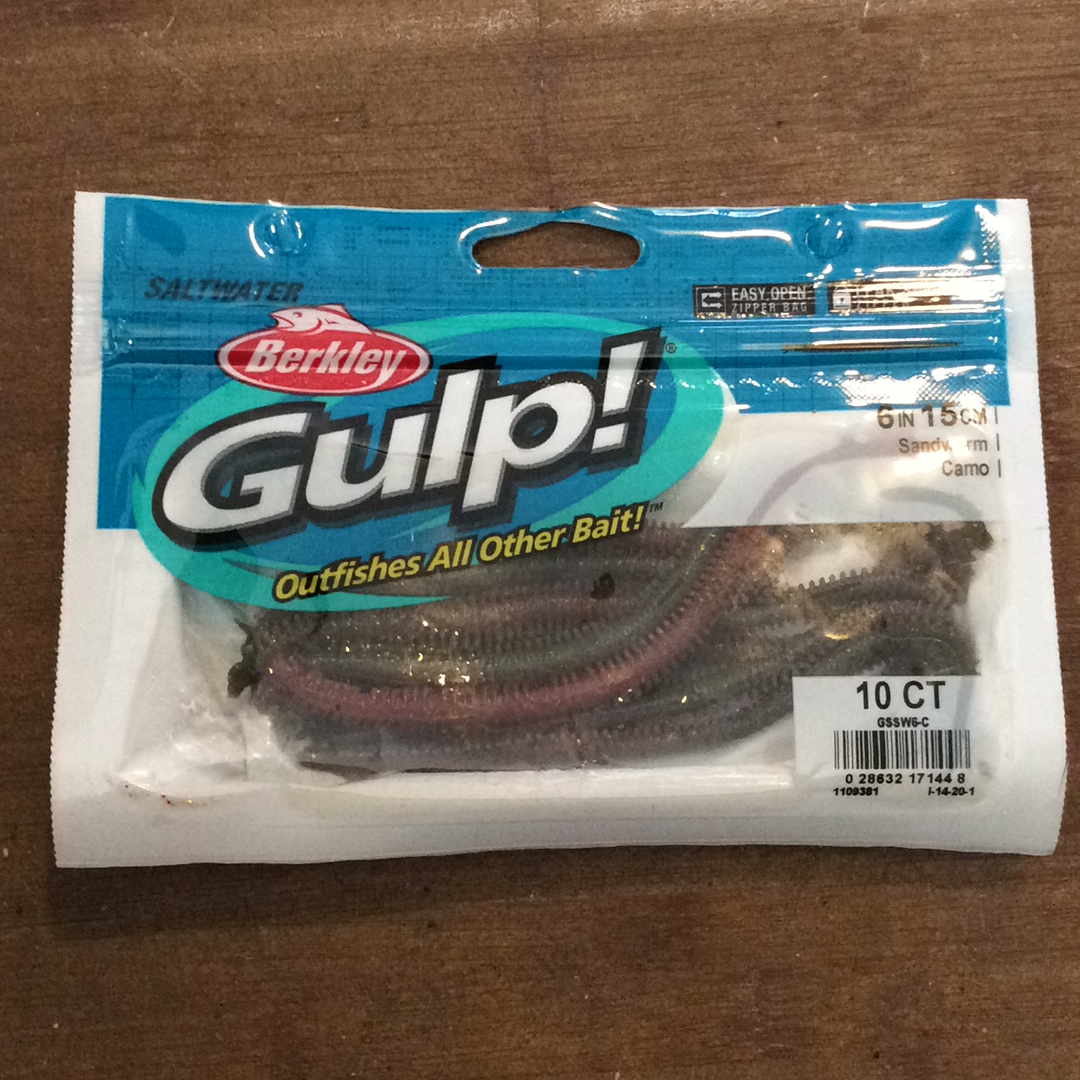 SALTWATER
EASY OPEN
ZIPPER BAG
Berkley
Gulp!®
6 IN 15 CM
Camo
Outfishes All Other Bait!™
10 CT
GSSW6-C
0 28632 17144 8
1109381 I-14-20-1